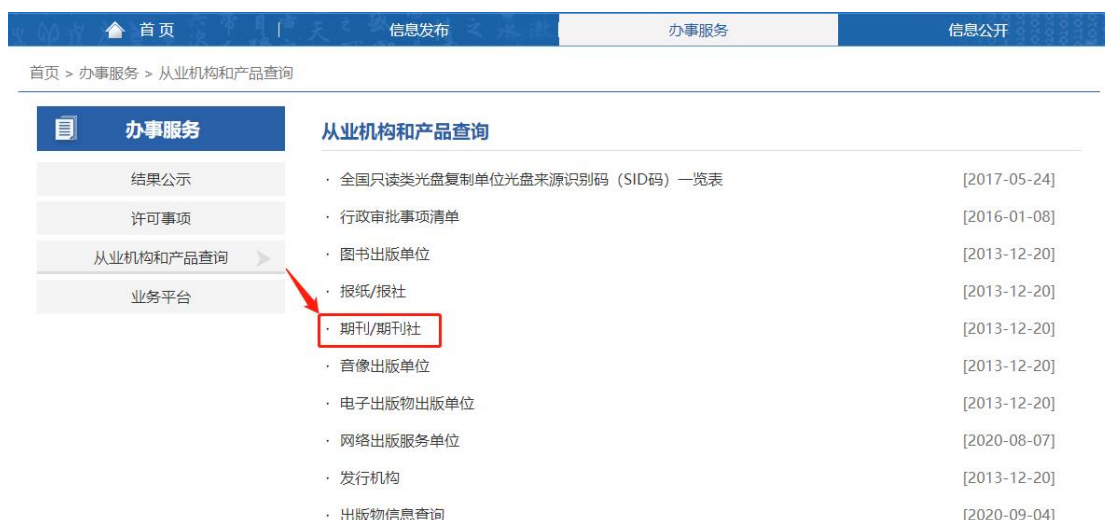 首页 | 信息发布 办事服务 信息公开
首页 > 办事服务 > 从业机构和产品查询
办事服务
结果公示
许可事项
从业机构和产品查询
业务平台
从业机构和产品查询
· 全国只读类光盘复制单位光盘来源识别码（SID码）一览表 [2017-05-24]
· 行政审批事项清单 [2016-01-08]
· 图书出版单位 [2013-12-20]
· 报纸/报社 [2013-12-20]
· 期刊/期刊社 [2013-12-20]
· 音像出版单位 [2013-12-20]
· 电子出版物出版单位 [2013-12-20]
· 网络出版服务单位 [2020-08-07]
· 发行机构 [2013-12-20]
· 出版物信息查询 [2020-09-04]